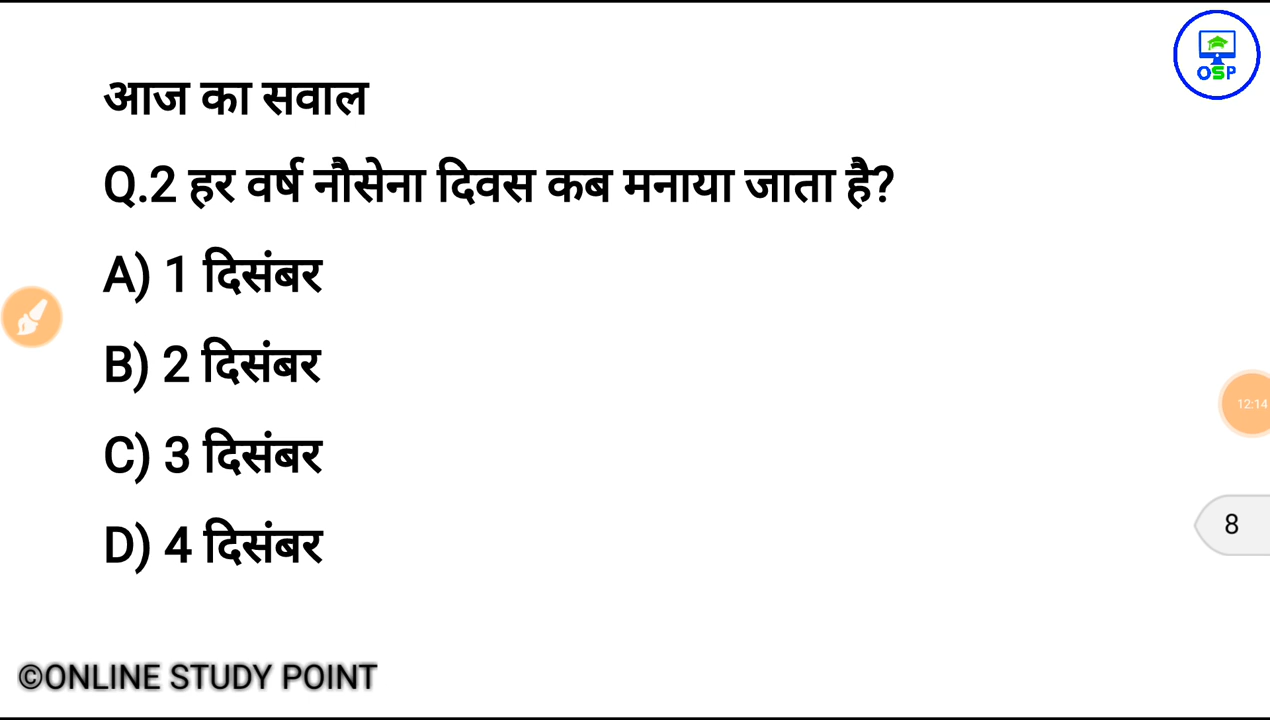 OSP
आज का सवाल
Q.2 हर वर्ष नौसेना दिवस कब मनाया जाता है?
A) 1 दिसंबर
B) 2 दिसंबर
C) 3 दिसंबर
12:14
8
D) 4 दिसंबर
©ONLINE STUDY POINT